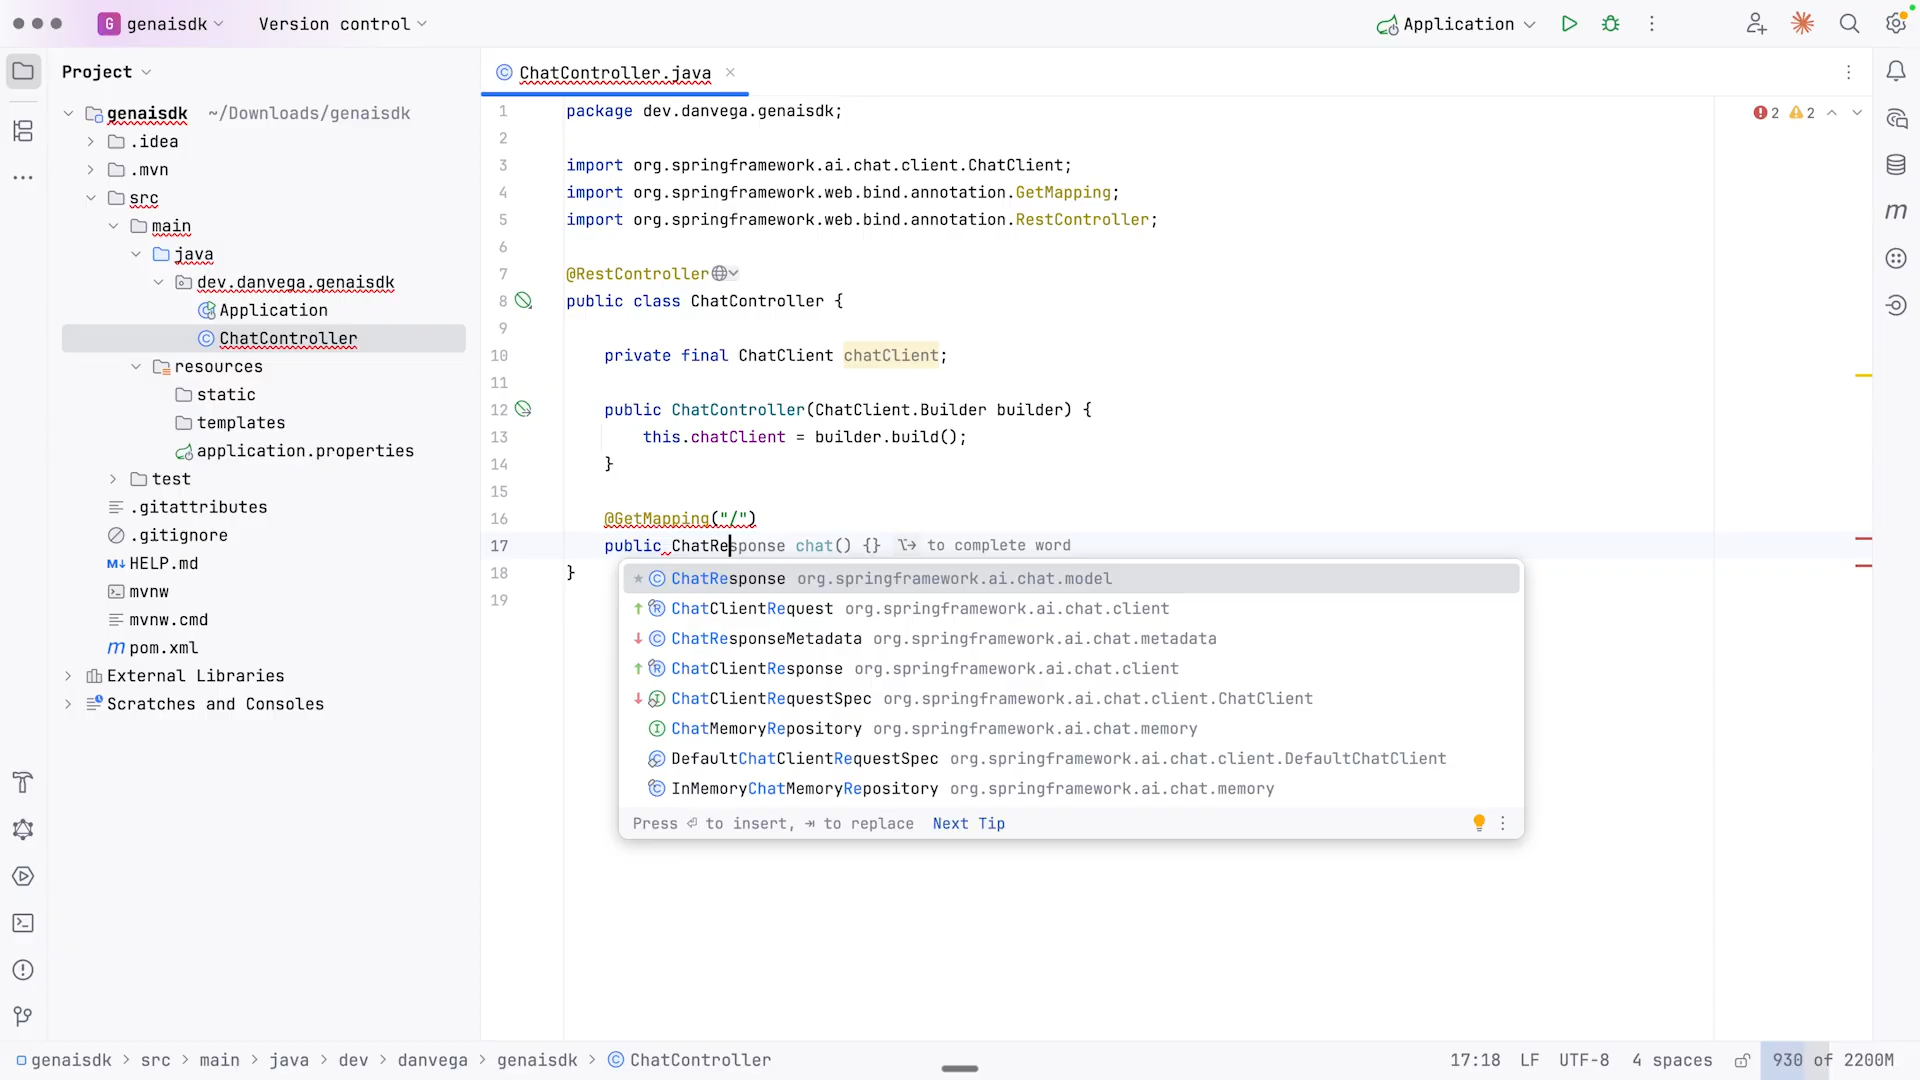 G genaisdk Version control Application
Project
genaisdk ~/Downloads/genaisdk
.idea
.mvn
src
main
java
dev.danvega.genaisdk
Application
ChatController
resources
static
templates
application.properties
test
.gitattributes
.gitignore
M↓ HELP.md
mvnw
mvnw.cmd
m pom.xml
External Libraries
Scratches and Consoles
ChatController.java
2 2
1 package dev.danvega.genaisdk;
2
3 import org.springframework.ai.chat.client.ChatClient;
4 import org.springframework.web.bind.annotation.GetMapping;
5 import org.springframework.web.bind.annotation.RestController;
6
7 @RestController
8 public class ChatController {
9
10 private final ChatClient chatClient;
11
12 public ChatController(ChatClient.Builder builder) {
13 this.chatClient = builder.build();
14 }
15
16 @GetMapping("/")
17 public ChatResponse chat() {} to complete word
18 }
19
ChatResponse org.springframework.ai.chat.model
ChatClientRequest org.springframework.ai.chat.client
ChatResponseMetadata org.springframework.ai.chat.metadata
ChatClientResponse org.springframework.ai.chat.client
ChatClientRequestSpec org.springframework.ai.chat.client.ChatClient
ChatMemoryRepository org.springframework.ai.chat.memory
DefaultChatClientRequestSpec org.springframework.ai.chat.client.DefaultChatClient
InMemoryChatMemoryRepository org.springframework.ai.chat.memory
Press ⏎ to insert, ⇥ to replace Next Tip
m
genaisdk > src > main > java > dev > danvega > genaisdk > ChatController 17:18 LF UTF-8 4 spaces 930 of 2200M